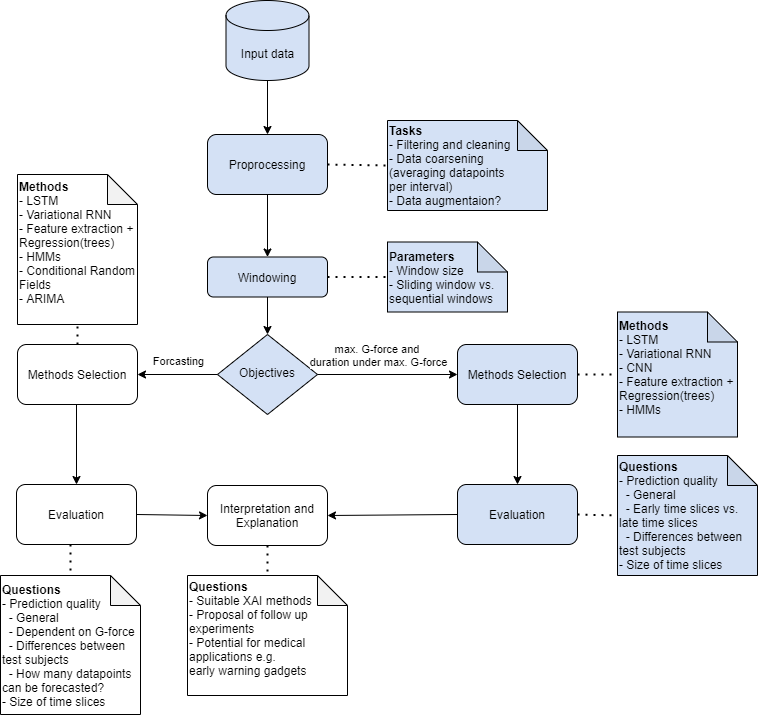 Input data
Proprocessing
Tasks
- Filtering and cleaning
- Data coarsening
(averaging datapoints
per interval)
- Data augmentaion?
Methods
- LSTM
- Variational RNN
- Feature extraction +
Regression(trees)
- HMMs
- Conditional Random
Fields
- ARIMA
Windowing
Parameters
- Window size
- Sliding window vs.
sequential windows
Methods Selection
Forcasting
Objectives
max. G-force and
duration under max. G-force
Methods Selection
Methods
- LSTM
- Variational RNN
- CNN
- Feature extraction +
Regression(trees)
- HMMs
Evaluation
Interpretation and
Explanation
Evaluation
Questions
- Prediction quality
- General
- Early time slices vs.
late time slices
- Differences between
test subjects
- Size of time slices
Questions
- Prediction quality
- General
- Dependent on G-force
- Differences between
test subjects
- How many datapoints
can be forecasted?
- Size of time slices
Questions
- Suitable XAI methods
- Proposal of follow up
experiments
- Potential for medical
applications e.g.
early warning gadgets